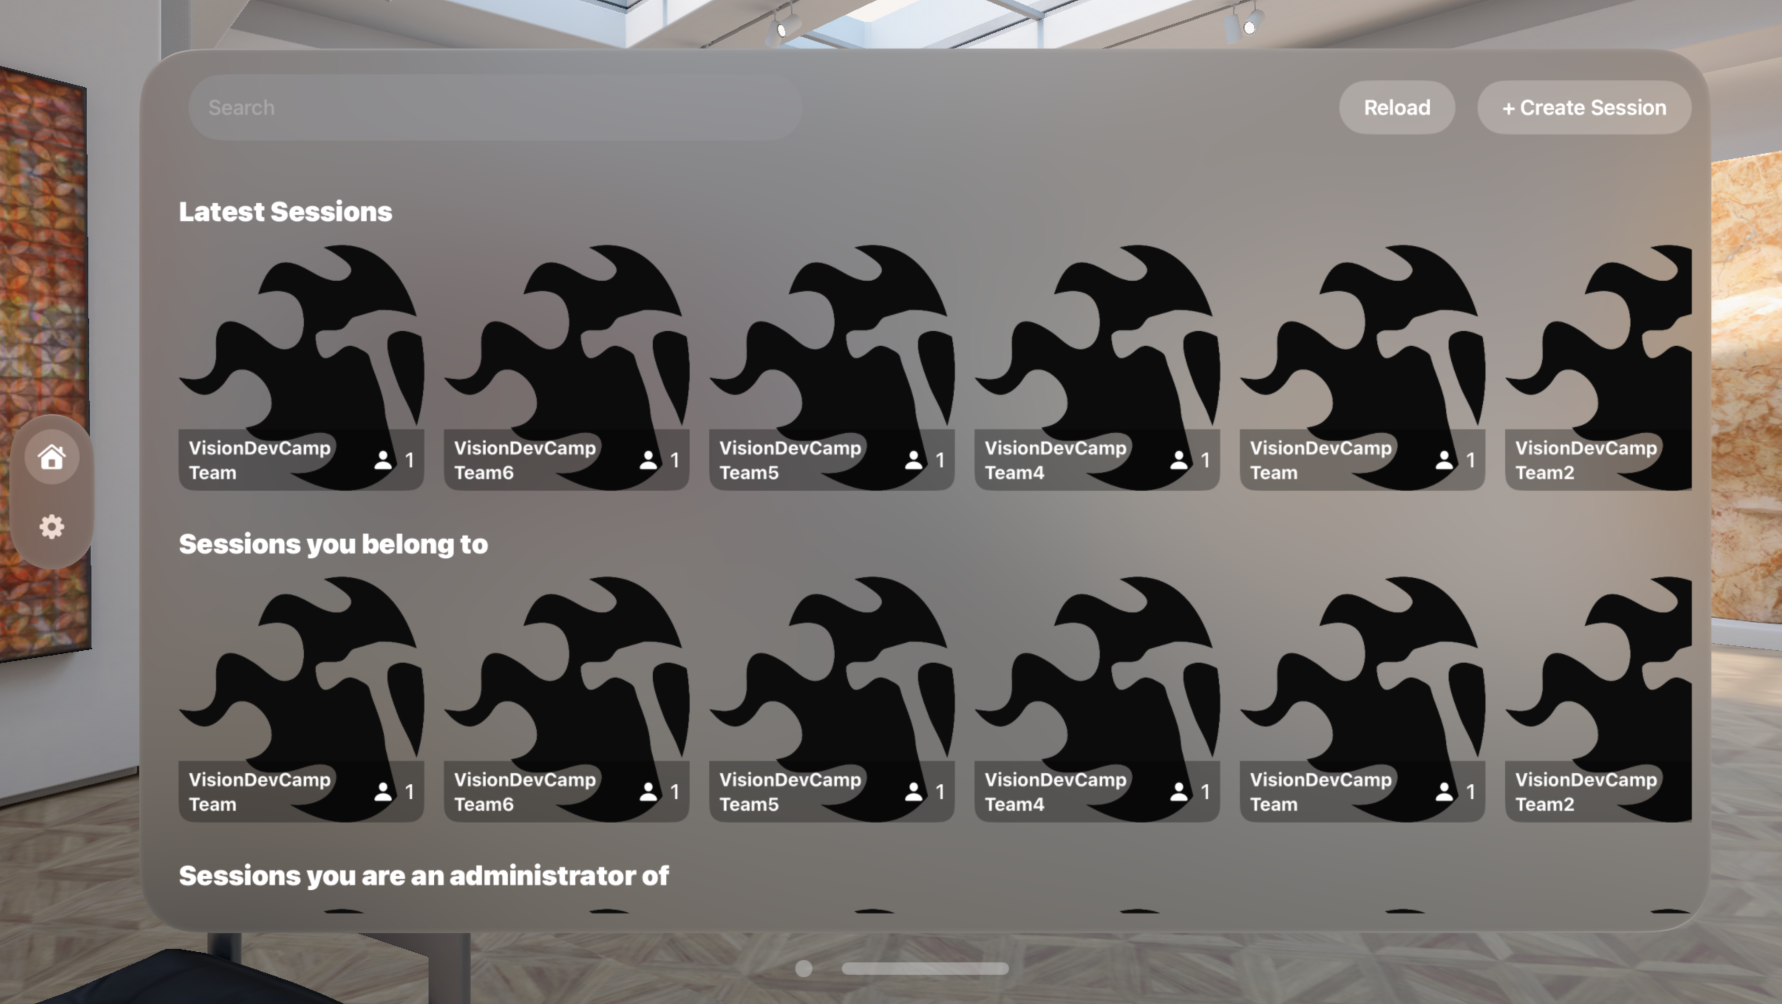 Search
Reload
+ Create Session
Latest Sessions
VisionDevCamp
Team
1
VisionDevCamp
Team6
1
VisionDevCamp
Team5
1
VisionDevCamp
Team4
1
VisionDevCamp
Team
1
VisionDevCamp
Team2
Sessions you belong to
VisionDevCamp
Team
1
VisionDevCamp
Team6
1
VisionDevCamp
Team5
1
VisionDevCamp
Team4
1
VisionDevCamp
Team
1
VisionDevCamp
Team2
Sessions you are an administrator of